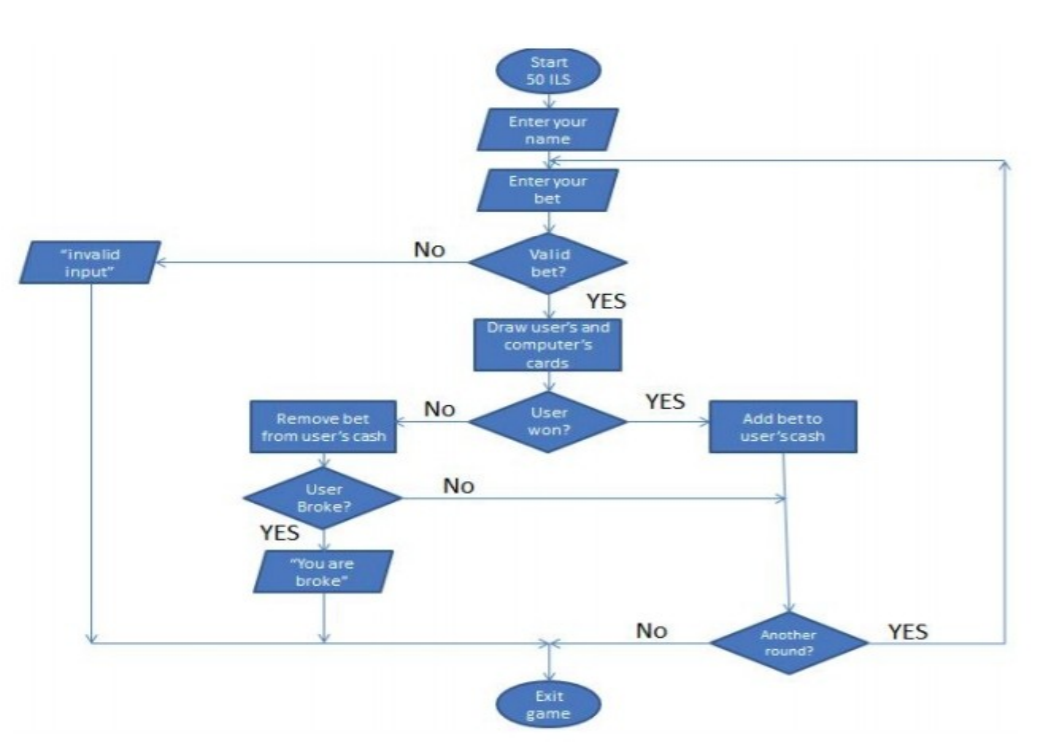 Start
50 ILS
Enter your
name
Enter your
bet
"invalid
input"
No
Valid
bet?
YES
Draw user's and
computer's
cards
Remove bet
from user's cash
No
User
won?
YES
Add bet to
user's cash
User
Broke?
No
YES
"You are
broke"
No
Another
round?
YES
Exit
game